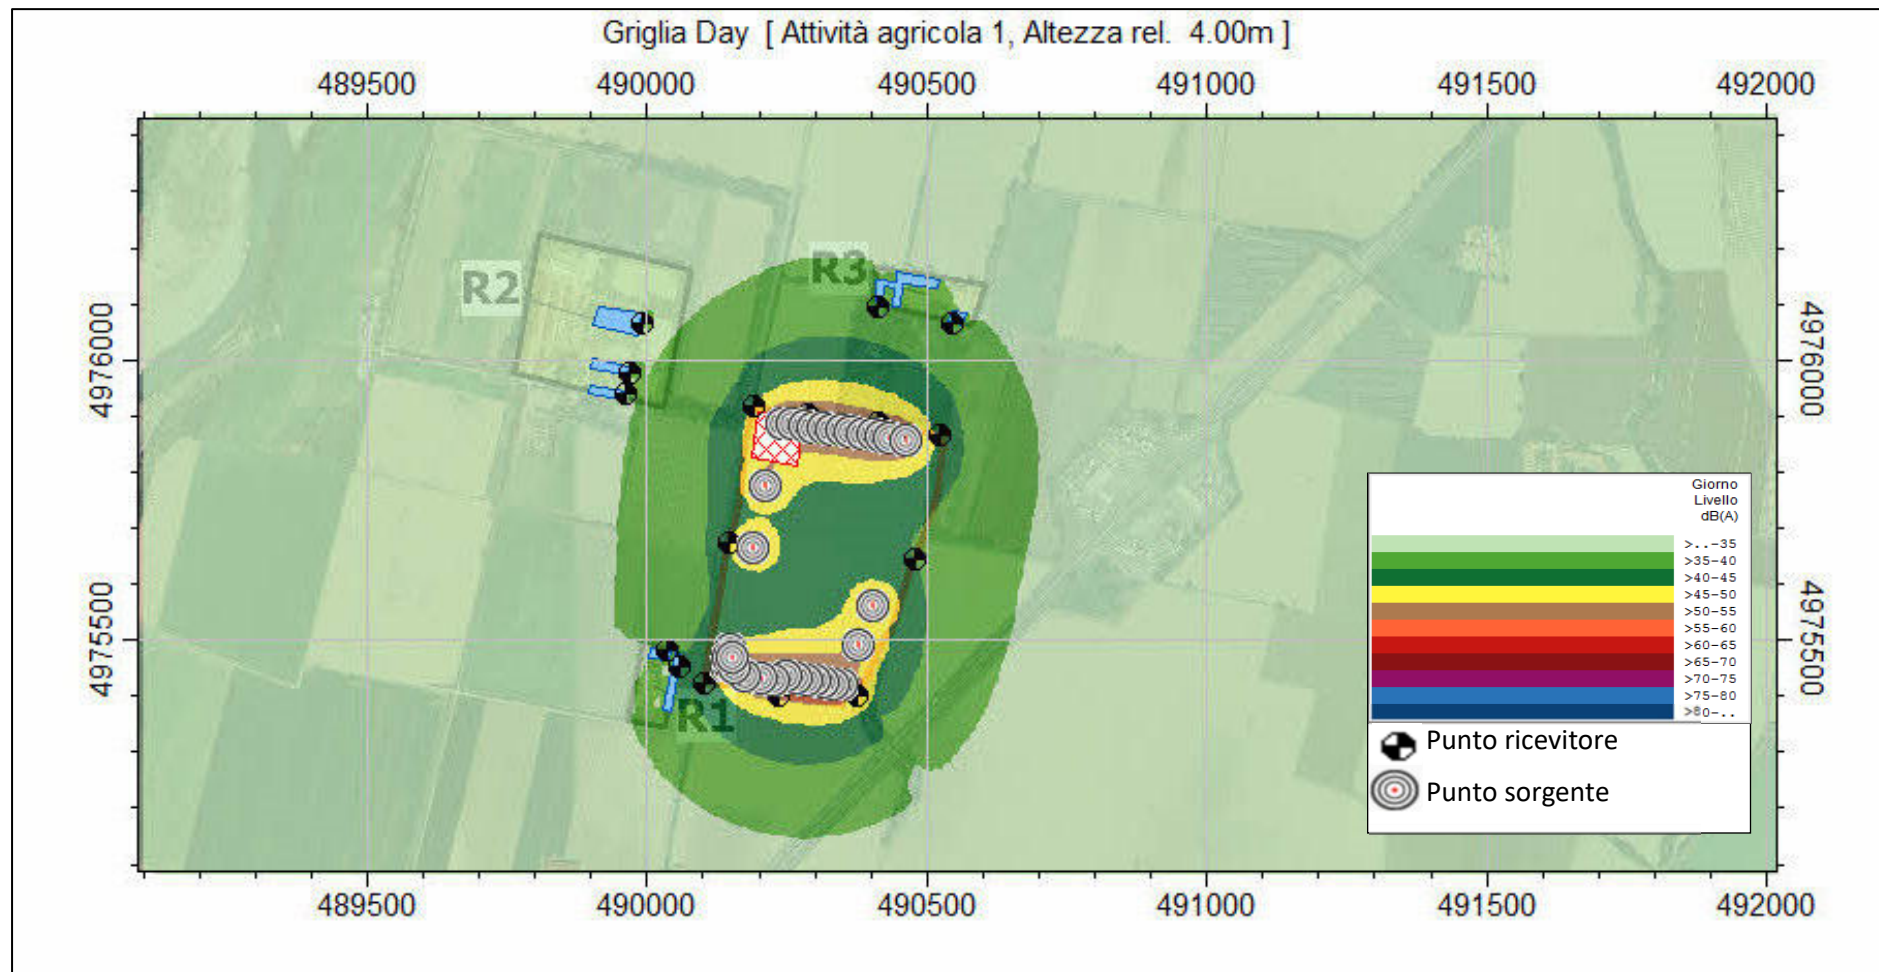 Griglia Day [ Attività agricola 1, Altezza rel. 4.00m ]
489500 490000 490500 491000 491500 492000
R2
R3
4976000
4976000
4975500
4975500
R1
Giorno
Livello
dB(A)
>..-35
>35-40
>40-45
>45-50
>50-55
>55-60
>60-65
>65-70
>70-75
>75-80
>80-..
Punto ricevitore
Punto sorgente
489500 490000 490500 491000 491500 492000